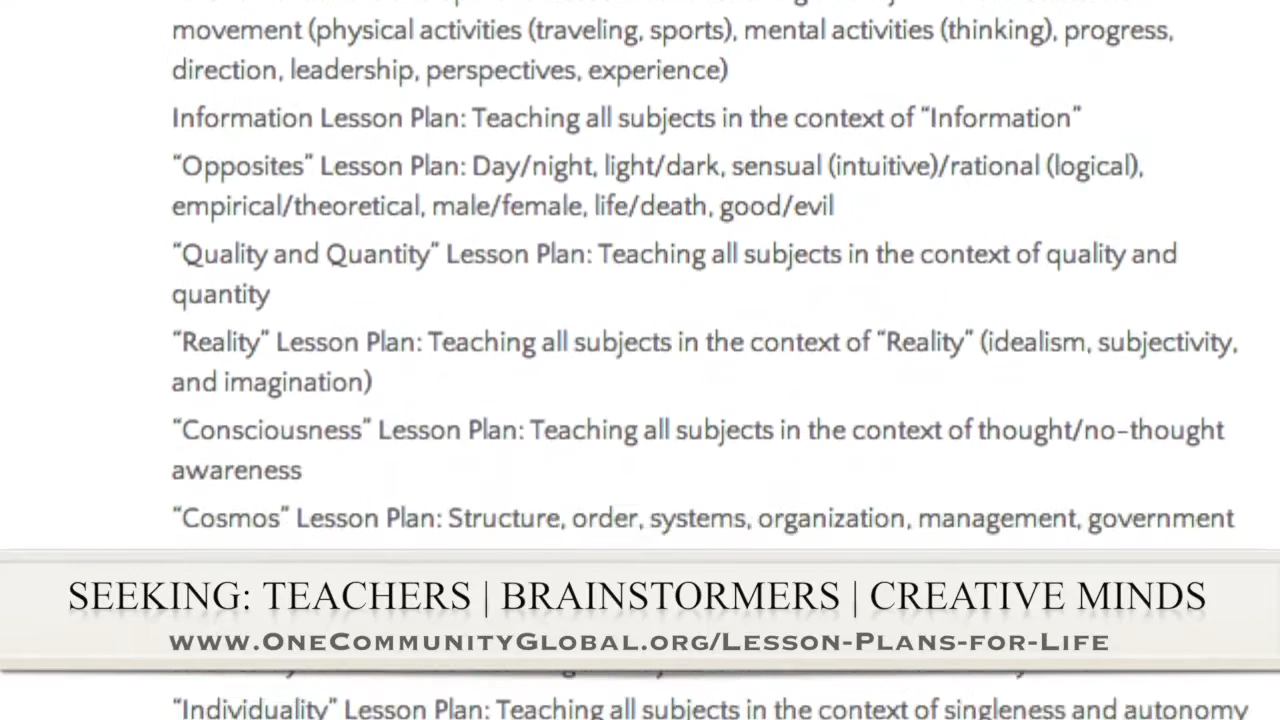 movement (physical activities (traveling, sports), mental activities (thinking), progress,
direction, leadership, perspectives, experience)
Information Lesson Plan: Teaching all subjects in the context of “Information”
“Opposites” Lesson Plan: Day/night, light/dark, sensual (intuitive)/rational (logical),
empirical/theoretical, male/female, life/death, good/evil
“Quality and Quantity” Lesson Plan: Teaching all subjects in the context of quality and
quantity
“Reality” Lesson Plan: Teaching all subjects in the context of “Reality” (idealism, subjectivity,
and imagination)
“Consciousness” Lesson Plan: Teaching all subjects in the context of thought/no-thought
awareness
“Cosmos” Lesson Plan: Structure, order, systems, organization, management, government
SEEKING: TEACHERS | BRAINSTORMERS | CREATIVE MINDS
www.OneCommunityGlobal.org/Lesson-Plans-for-Life
“Individuality” Lesson Plan: Teaching all subjects in the context of singleness and autonomy